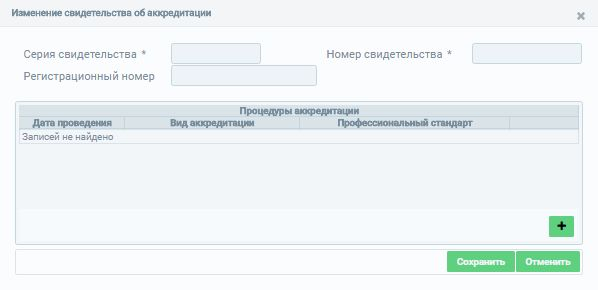 Изменение свидетельства об аккредитации
Серия свидетельства * Номер свидетельства *
Регистрационный номер
Процедуры аккредитации
Дата проведения Вид аккредитации Профессиональный стандарт
Записей не найдено
Сохранить Отменить